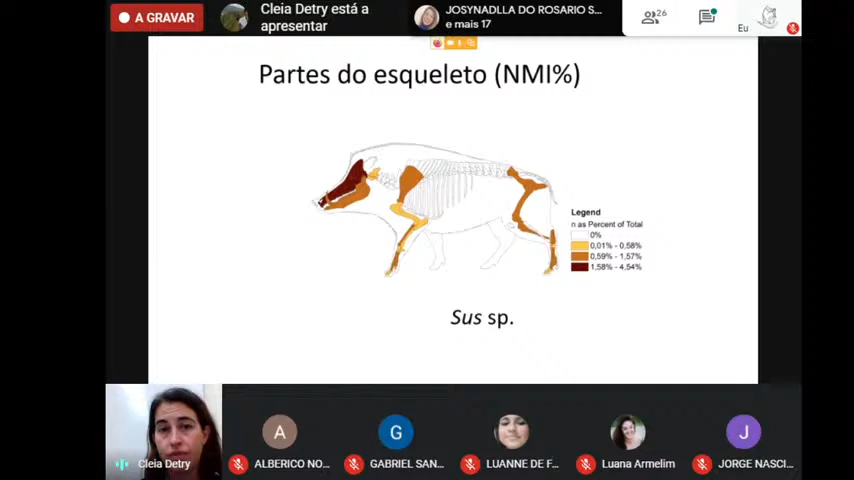 A GRAVAR
Cleia Detry está a
apresentar
JOSYNADLLA DO ROSARIO S...
e mais 17
26
Eu
Partes do esqueleto (NMI%)
Legend
n as Percent of Total
0%
0,01% - 0,58%
0,59% - 1,57%
1,58% - 4,54%
Sus sp.
Cleia Detry
A
ALBERICO NO...
G
GABRIEL SAN...
LUANNE DE F...
Luana Armelim
J
JORGE NASCI...